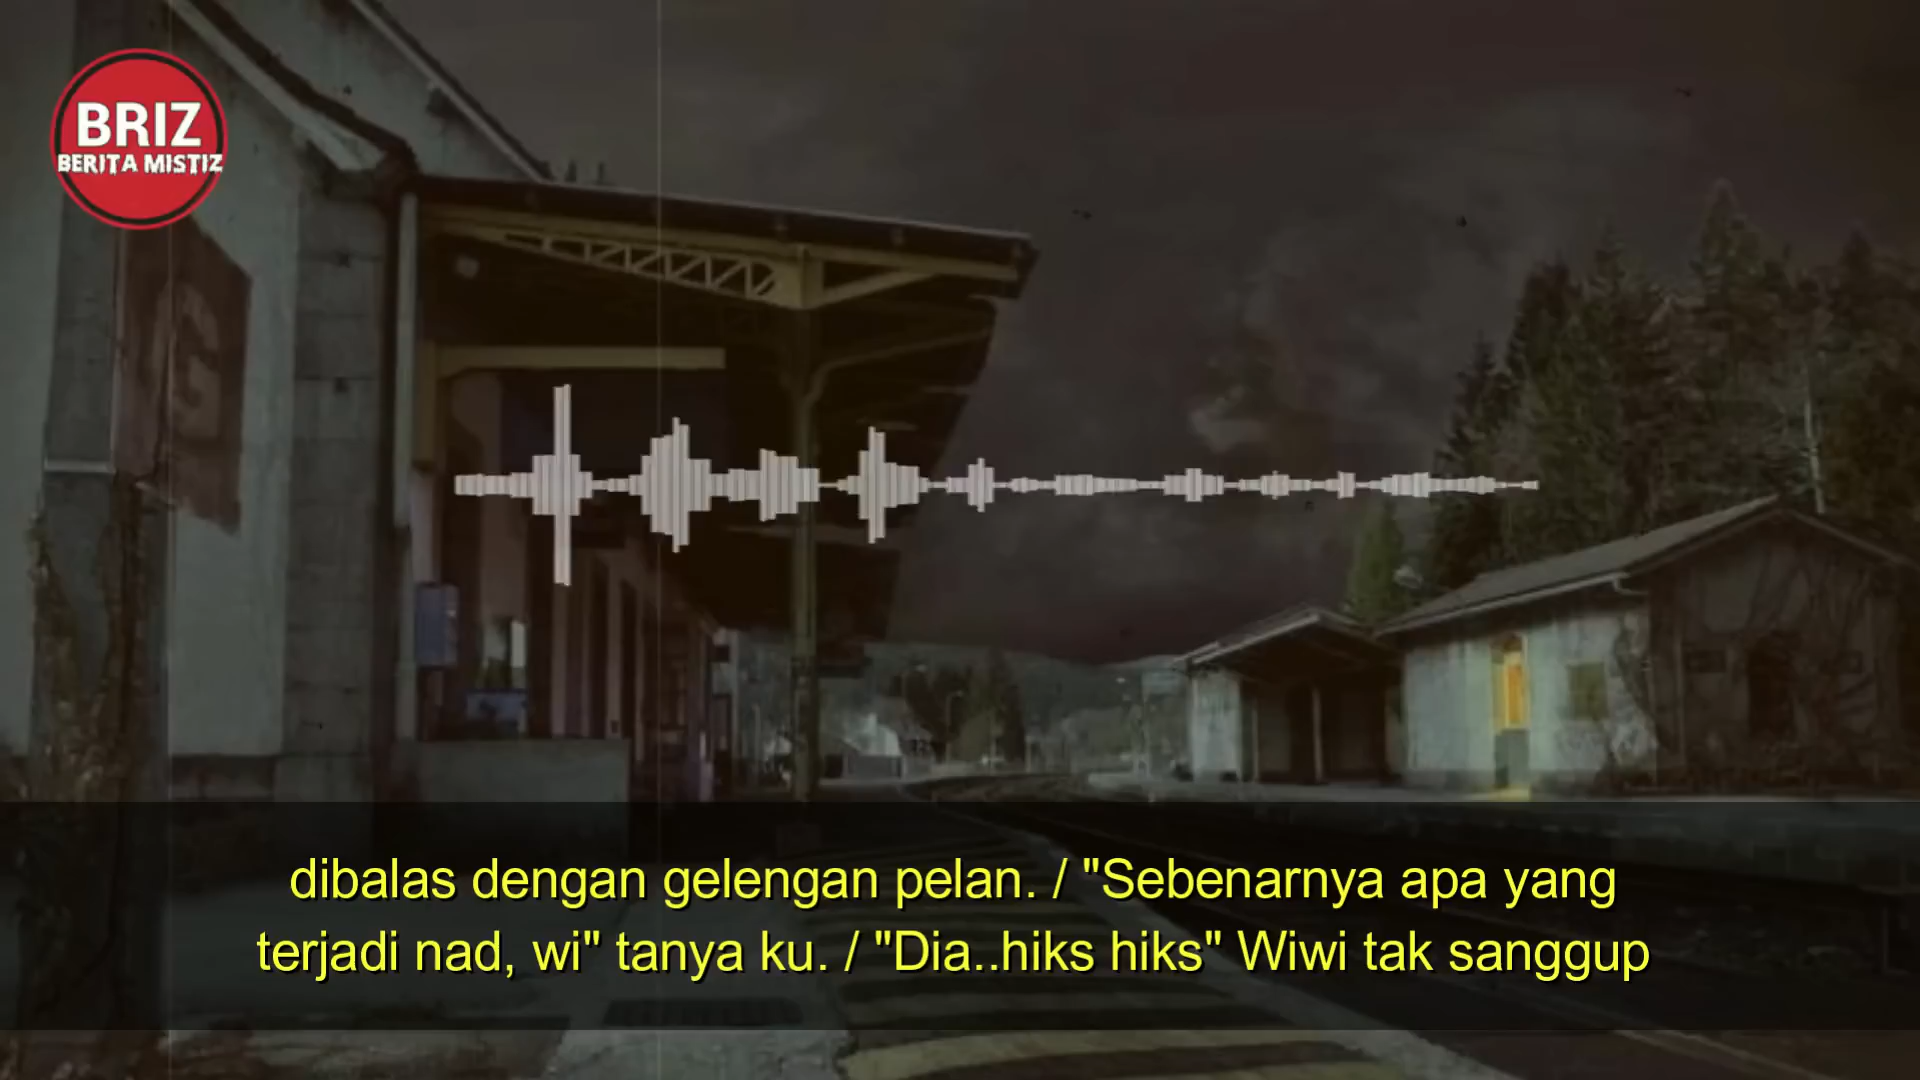 BRIZ
BERITA MISTIZ
G
dibalas dengan gelengan pelan. / "Sebenarnya apa yang
terjadi nad, wi" tanya ku. / "Dia..hiks hiks" Wiwi tak sanggup